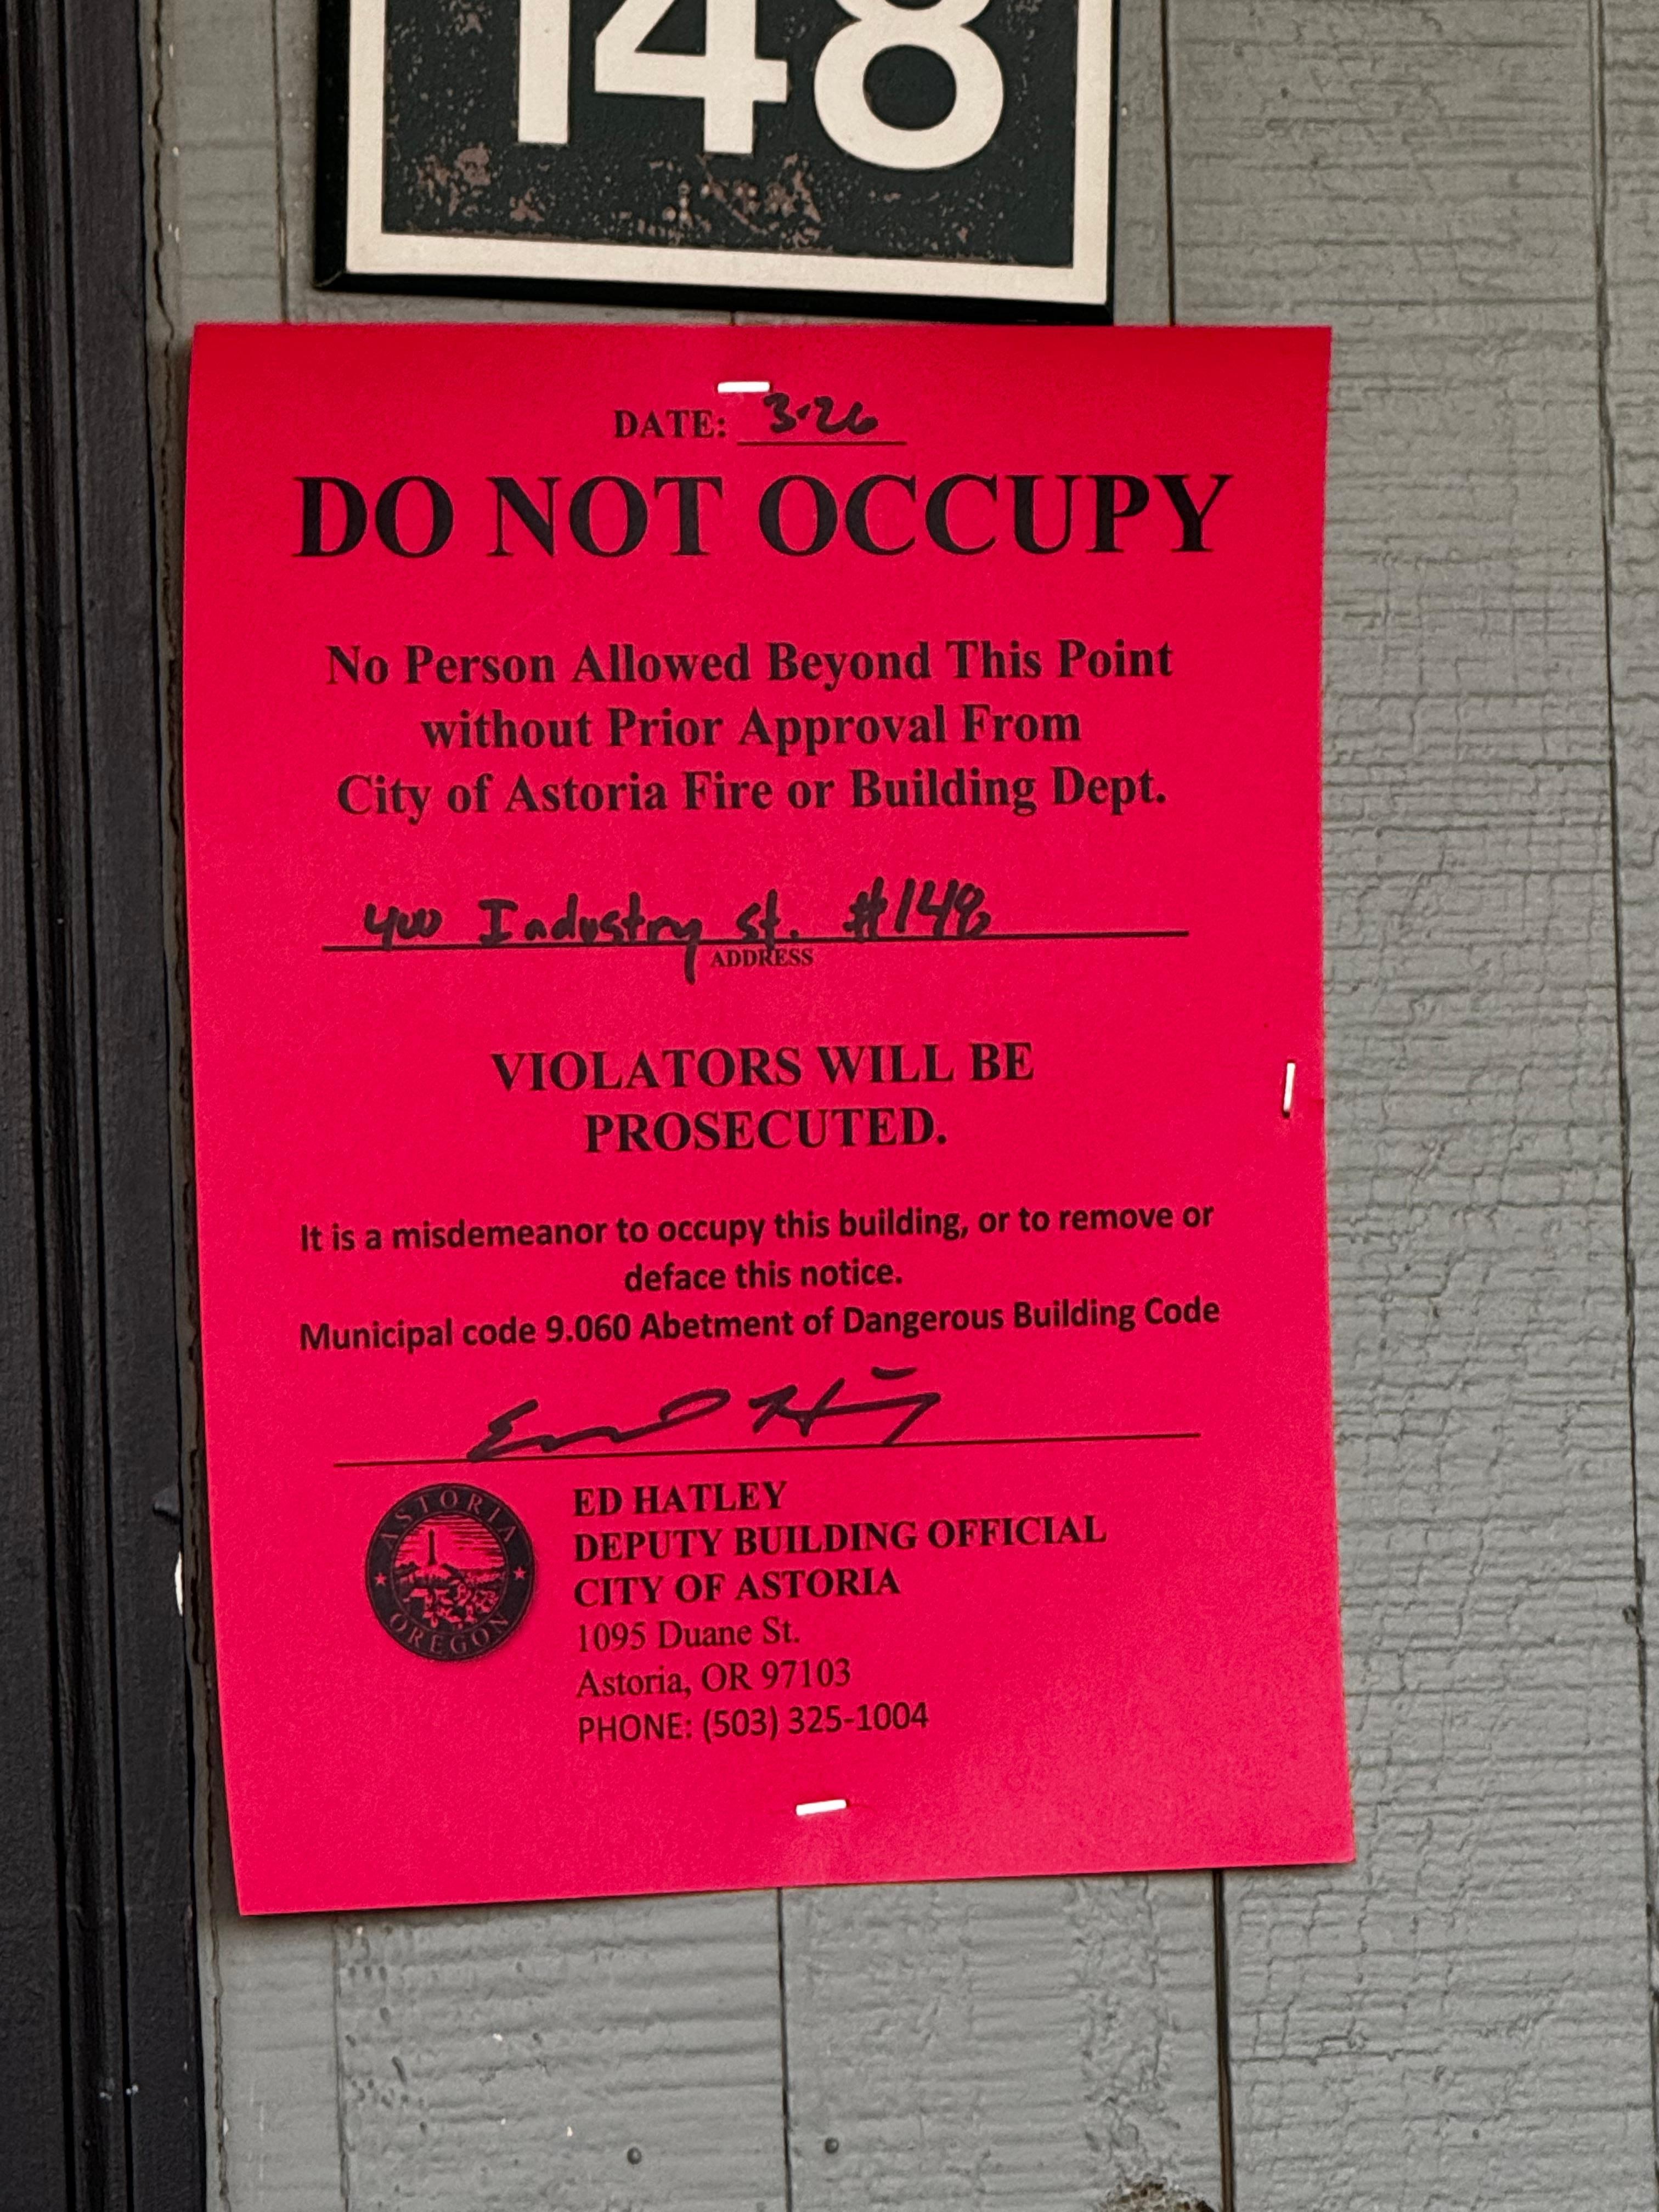 148
DATE: 3-26
DO NOT OCCUPY
No Person Allowed Beyond This Point
without Prior Approval From
City of Astoria Fire or Building Dept.
400 Industry St. #148
ADDRESS
VIOLATORS WILL BE
PROSECUTED.
It is a misdemeanor to occupy this building, or to remove or
deface this notice.
Municipal code 9.060 Abetment of Dangerous Building Code
ASTORIA
OREGON
ED HATLEY
DEPUTY BUILDING OFFICIAL
CITY OF ASTORIA
1095 Duane St.
Astoria, OR 97103
PHONE: (503) 325-1004